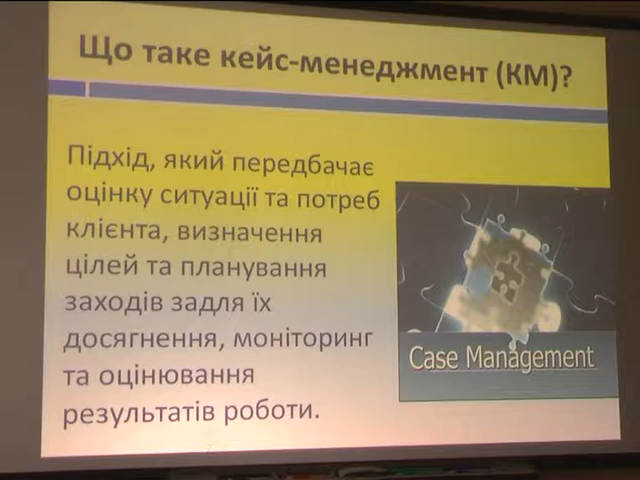 Що таке кейс-менеджмент (КМ)?
Підхід, який передбачає
оцінку ситуації та потреб
клієнта, визначення
цілей та планування
заходів задля їх
досягнення, моніторинг
та оцінювання
результатів роботи.
Case Management